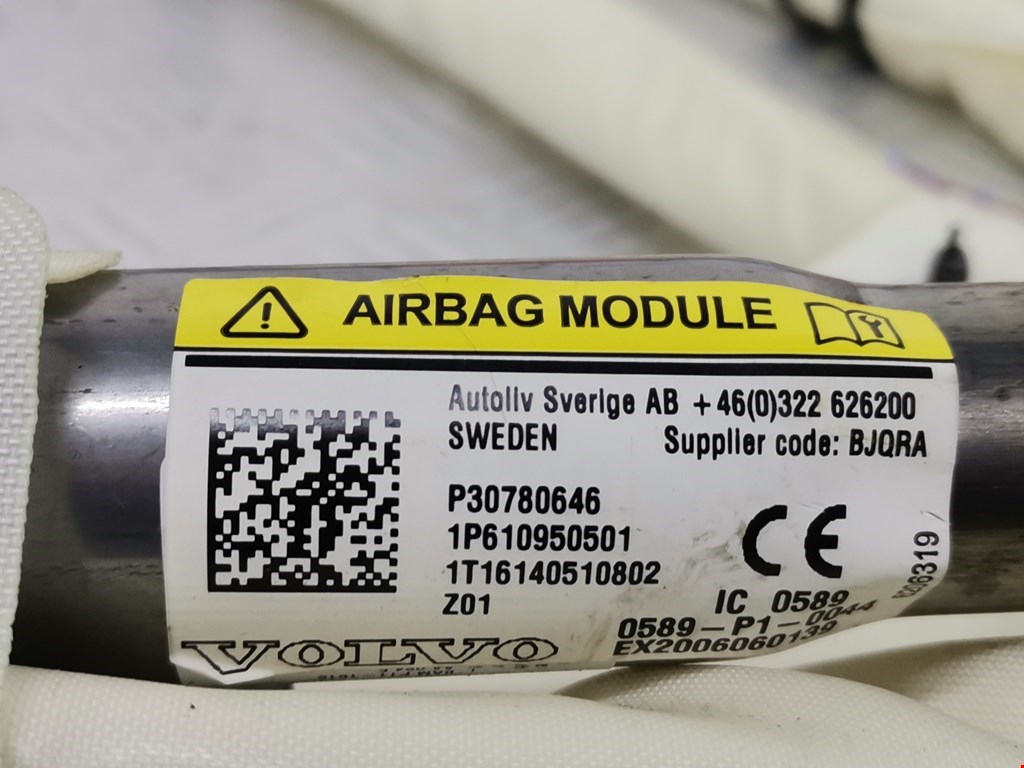 AIRBAG MODULE
Autoliv Sverige AB +46(0)322 626200
SWEDEN Supplier code: BJQRA
P30780646
1P610950501
1T16140510802
Z01
CE
IC 0589
0589-P1-0044
EX2006060139
VOLVO